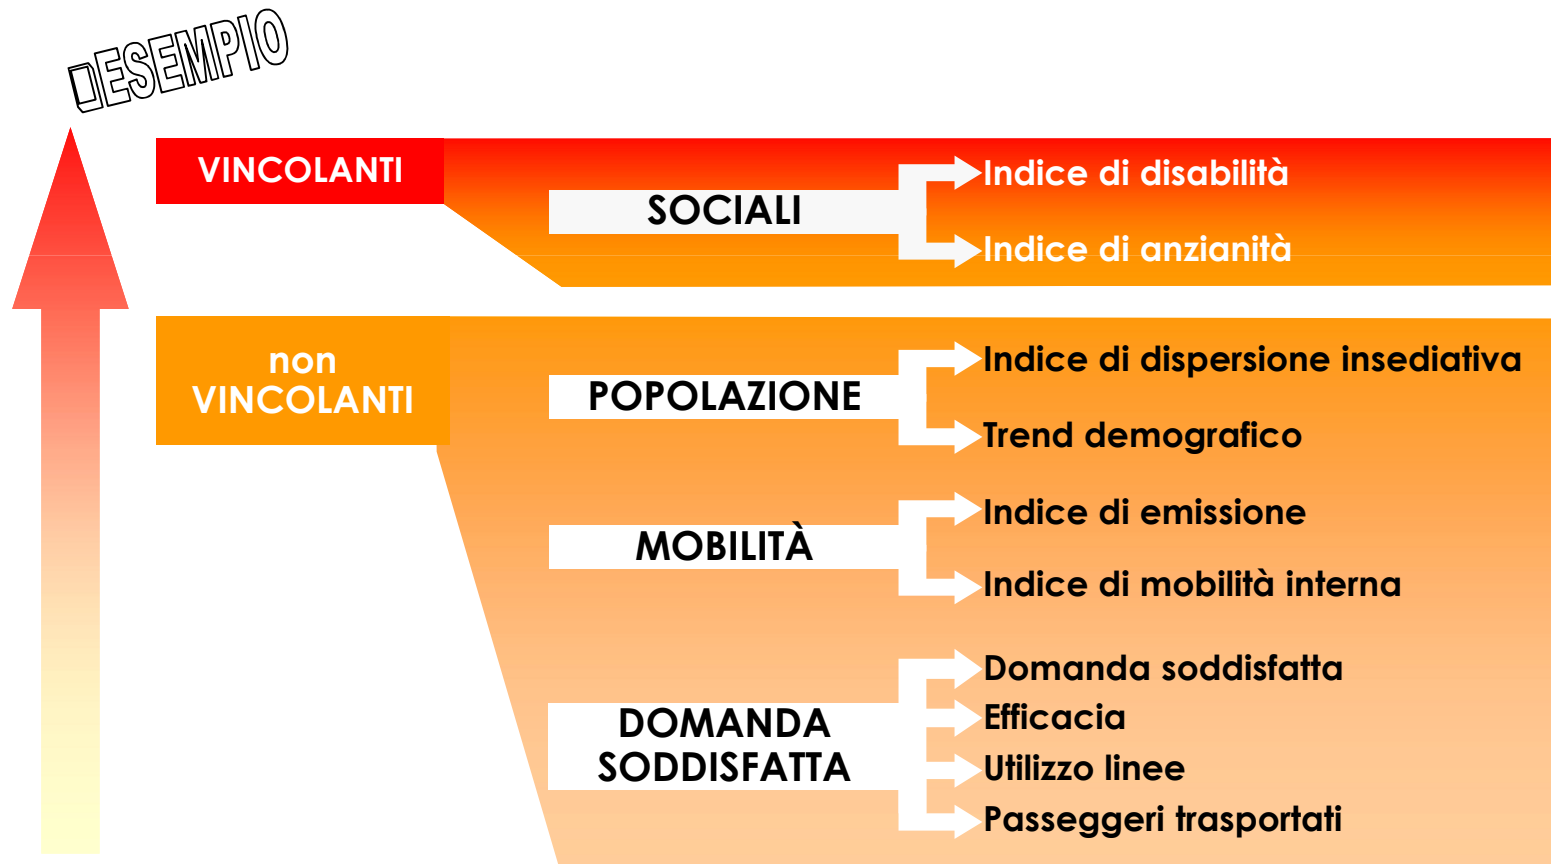 ESEMPIO
VINCOLANTI
SOCIALI
Indice di disabilità
Indice di anzianità
non
VINCOLANTI
POPOLAZIONE
Indice di dispersione insediativa
Trend demografico
MOBILITÀ
Indice di emissione
Indice di mobilità interna
DOMANDA
SODDISFATTA
Domanda soddisfatta
Efficacia
Utilizzo linee
Passeggeri trasportati